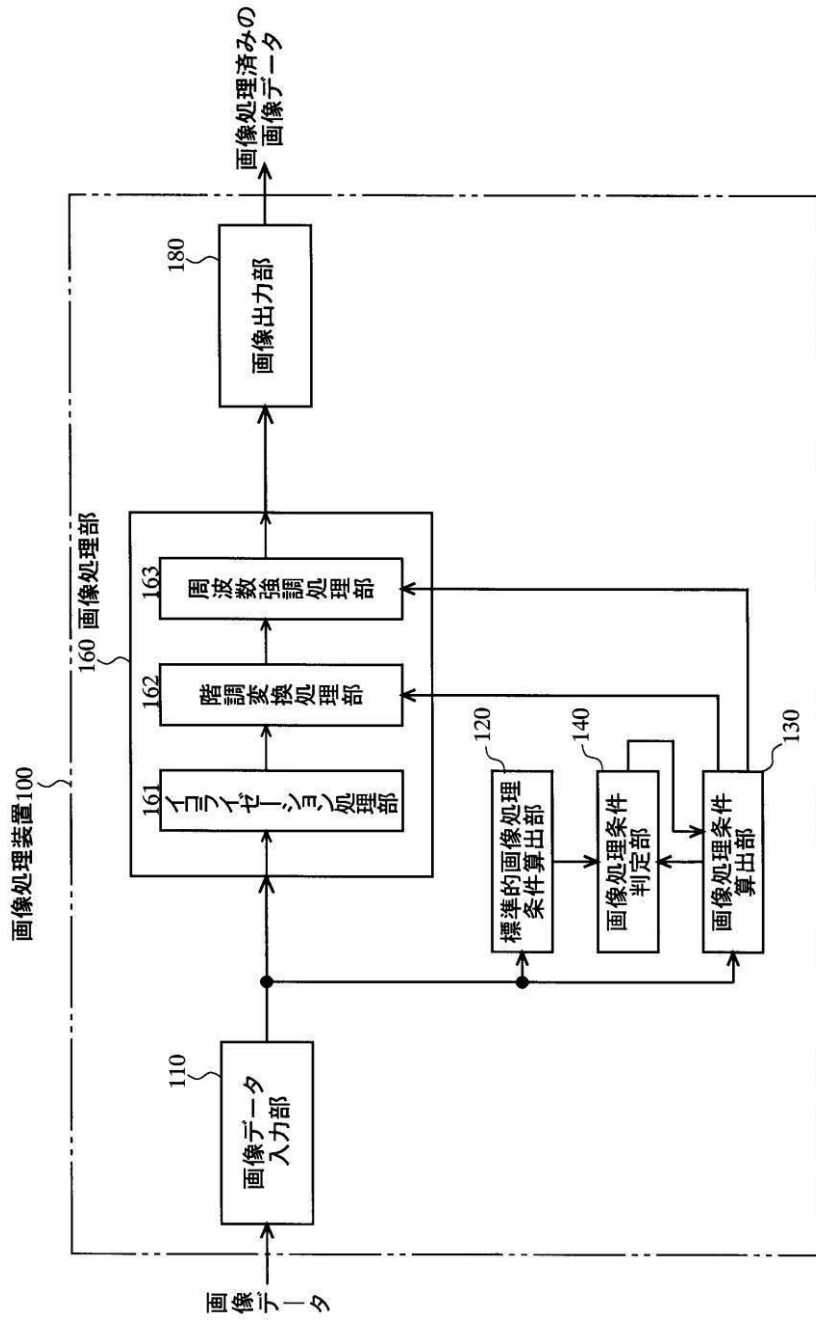 画像処理装置100
画像データ
110
画像データ
入力部
160
画像処理部
161
イコライゼーション処理部
162
階調変換処理部
163
周波数強調処理部
120
標準的画像処理
条件算出部
140
画像処理条件
判定部
130
画像処理条件
算出部
180
画像出力部
画像処理済みの
画像データ